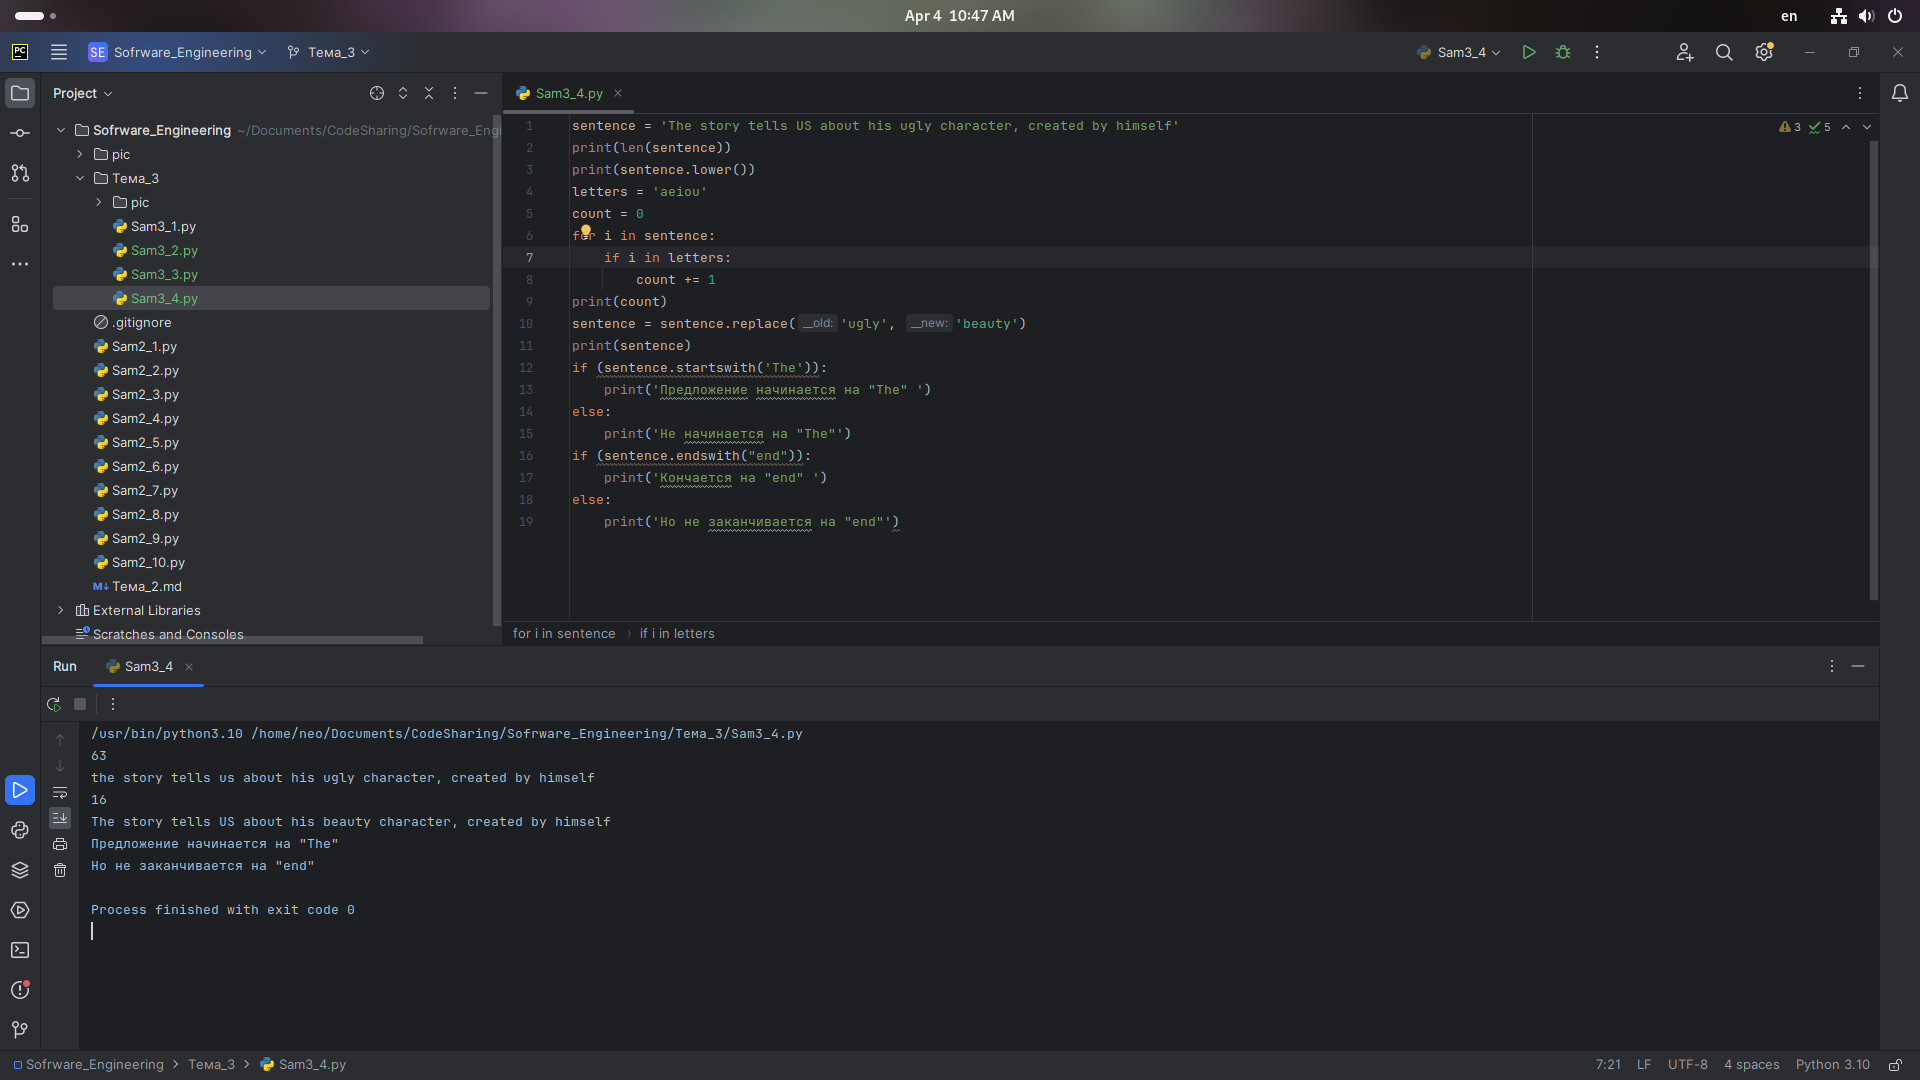 Apr 4 10:47 AM
en
PC
SE Sofrware_Engineering
Тема_3
Sam3_4
Project
Sofrware_Engineering ~/Documents/CodeSharing/Sofrware_Engi
pic
Тема_3
pic
Sam3_1.py
Sam3_2.py
Sam3_3.py
Sam3_4.py
.gitignore
Sam2_1.py
Sam2_2.py
Sam2_3.py
Sam2_4.py
Sam2_5.py
Sam2_6.py
Sam2_7.py
Sam2_8.py
Sam2_9.py
Sam2_10.py
M↓ Тема_2.md
External Libraries
Scratches and Consoles
Sam3_4.py
3 5
1 sentence = 'The story tells US about his ugly character, created by himself'
2 print(len(sentence))
3 print(sentence.lower())
4 letters = 'aeiou'
5 count = 0
6 for i in sentence:
7 if i in letters:
8 count += 1
9 print(count)
10 sentence = sentence.replace( __old: 'ugly', __new: 'beauty')
11 print(sentence)
12 if (sentence.startswith('The')):
13 print('Предложение начинается на "The" ')
14 else:
15 print('Не начинается на "The"')
16 if (sentence.endswith("end")):
17 print('Кончается на "end" ')
18 else:
19 print('Но не заканчивается на "end"')
for i in sentence › if i in letters
Run
Sam3_4
/usr/bin/python3.10 /home/neo/Documents/CodeSharing/Sofrware_Engineering/Тема_3/Sam3_4.py
63
the story tells us about his ugly character, created by himself
16
The story tells US about his beauty character, created by himself
Предложение начинается на "The"
Но не заканчивается на "end"
Process finished with exit code 0
Sofrware_Engineering › Тема_3 › Sam3_4.py
7:21 LF UTF-8 4 spaces Python 3.10